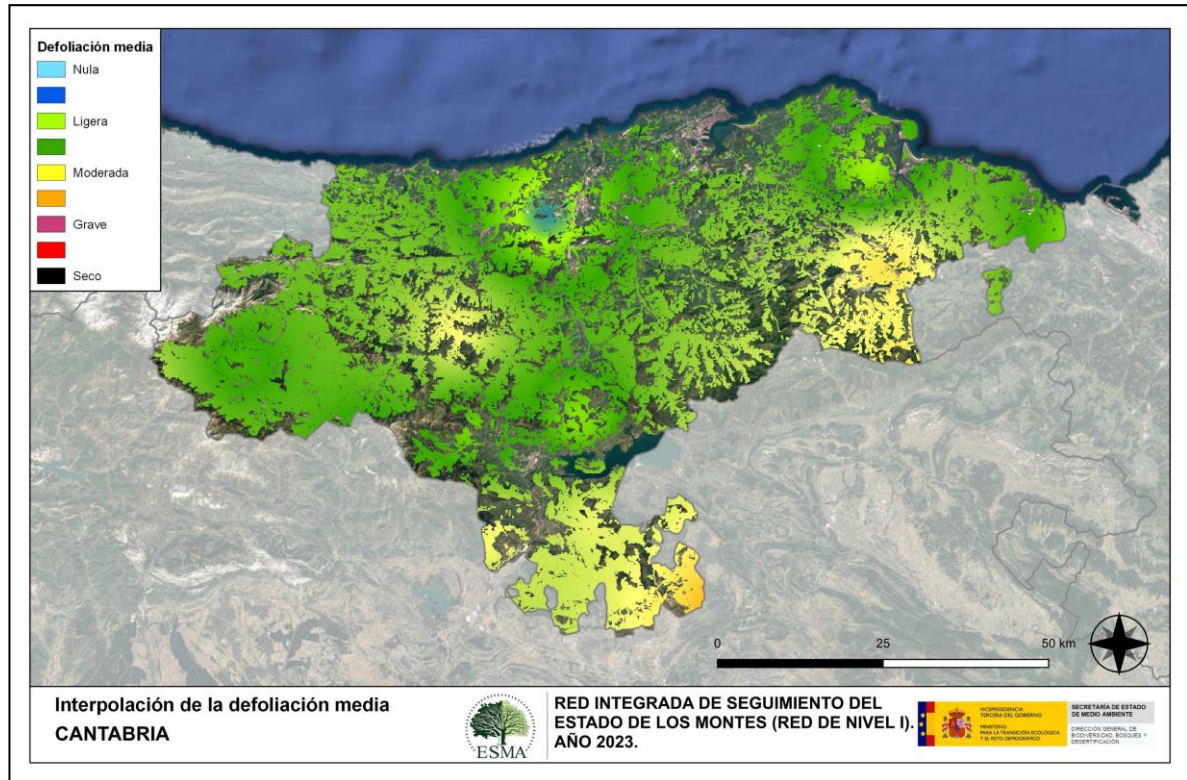 Defoliación media
Nula
Ligera
Moderada
Grave
Seco
0
25
50 km
Interpolación de la defoliación media
CANTABRIA
ESMA
RED INTEGRADA DE SEGUIMIENTO DEL
ESTADO DE LOS MONTES (RED DE NIVEL I).
AÑO 2023.
VICEPRESIDENCIA
TERCERA DEL GOBIERNO
MINISTERIO
PARA LA TRANSICIÓN ECOLÓGICA
Y EL RETO DEMOGRÁFICO
SECRETARÍA DE ESTADO
DE MEDIO AMBIENTE
DIRECCIÓN GENERAL DE
BIODIVERSIDAD, BOSQUES Y
DESERTIFICACIÓN